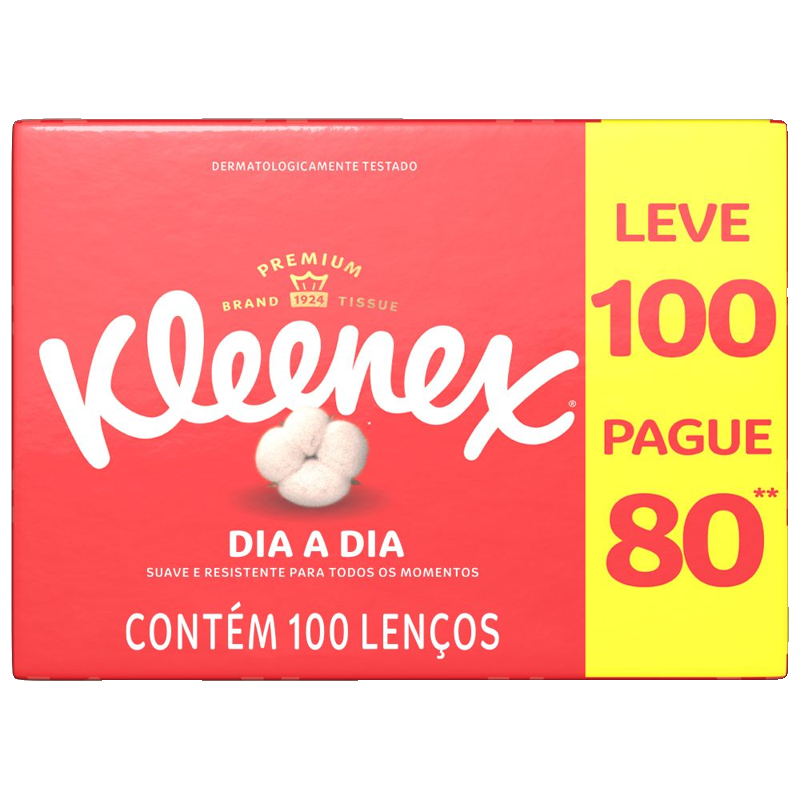 DERMATOLOGICAMENTE TESTADO
PREMIUM
BRAND 1924 TISSUE
Kleenex®
DIA A DIA
SUAVE E RESISTENTE PARA TODOS OS MOMENTOS
CONTÉM 100 LENÇOS
LEVE
100
PAGUE
80**